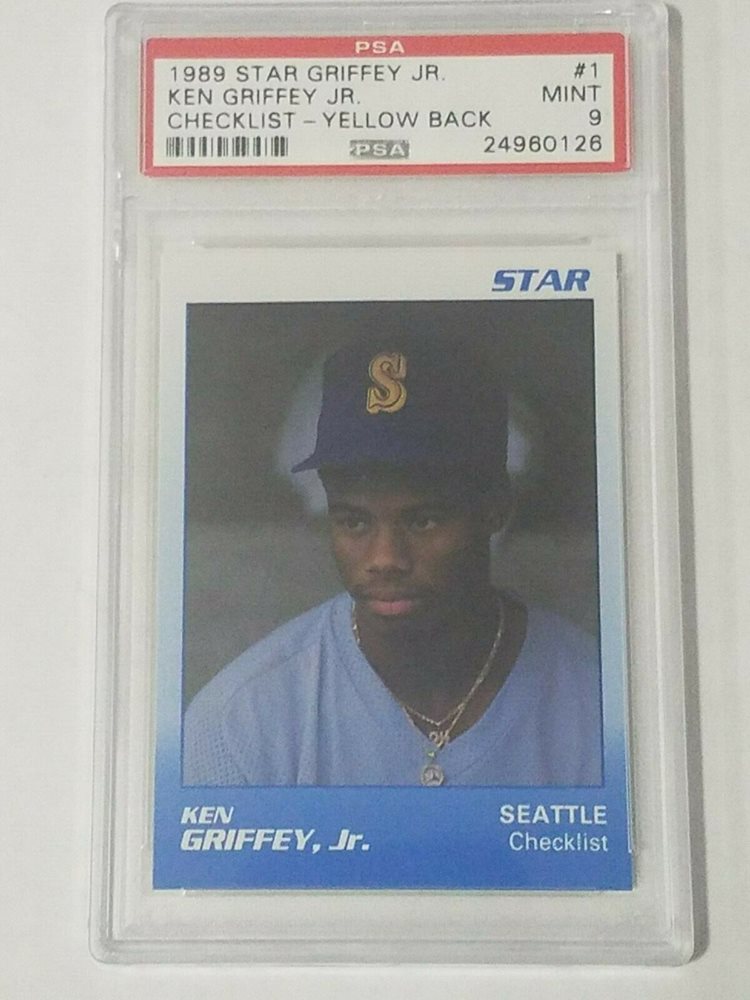 PSA
1989 STAR GRIFFEY JR. #1
KEN GRIFFEY JR. MINT
CHECKLIST – YELLOW BACK 9
PSA 24960126
STAR
S
24
KEN SEATTLE
GRIFFEY, Jr. Checklist